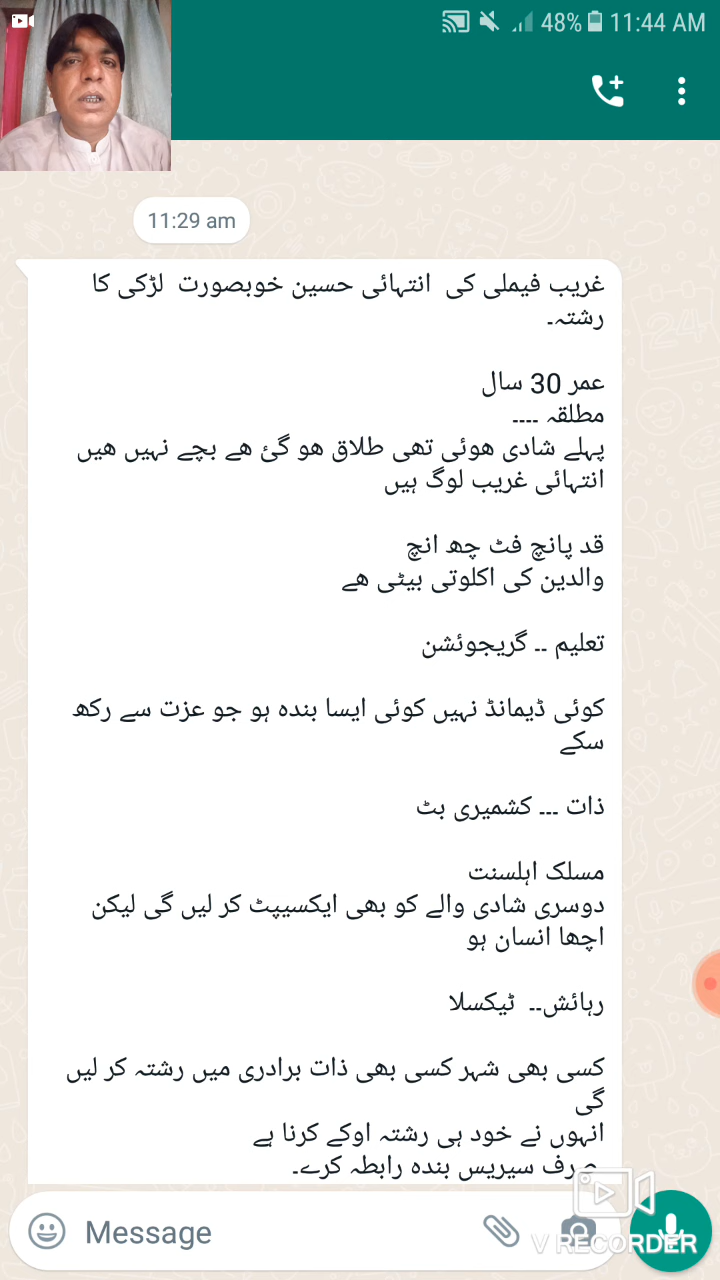 48% 11:44 AM
11:29 am
غریب فیملی کی انتہائی حسین خوبصورت لڑکی کا
رشتہ۔
عمر 30 سال
مطلقہ ----
پہلے شادی ھوئی تھی طلاق ھو گئ ھے بچے نہیں ھیں
انتہائی غریب لوگ ہیں
قد پانچ فٹ چھ انچ
والدین کی اکلوتی بیٹی ھے
تعلیم -- گریجوئشن
کوئی ڈیمانڈ نہیں کوئی ایسا بندہ ہو جو عزت سے رکھ
سکے
ذات --- کشمیری بٹ
مسلک اہلسنت
دوسری شادی والے کو بھی ایکسیپٹ کر لیں گی لیکن
اچھا انسان ہو
رہائش-- ٹیکسلا
کسی بھی شہر کسی بھی ذات برادری میں رشتہ کر لیں
گی
انہوں نے خود ہی رشتہ اوکے کرنا ہے
صرف سیریس بندہ رابطہ کرے۔
Message
V RECORDER